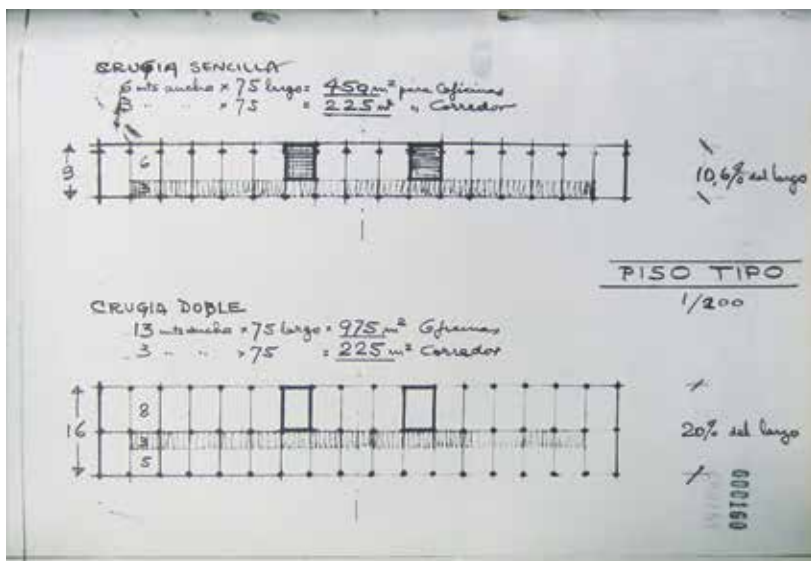 CRUGIA SENCILLA
6 mts ancho × 75 largo = 450 m² para Oficinas
3 " " × 75 = 225 m² " Corredor
9
6
3
10,6% del largo
PISO TIPO
1/200
CRUGIA DOBLE
13 mts ancho × 75 largo = 975 m² Oficinas
3 " " × 75 = 225 m² Corredor
16
8
3
5
20% del largo
091000